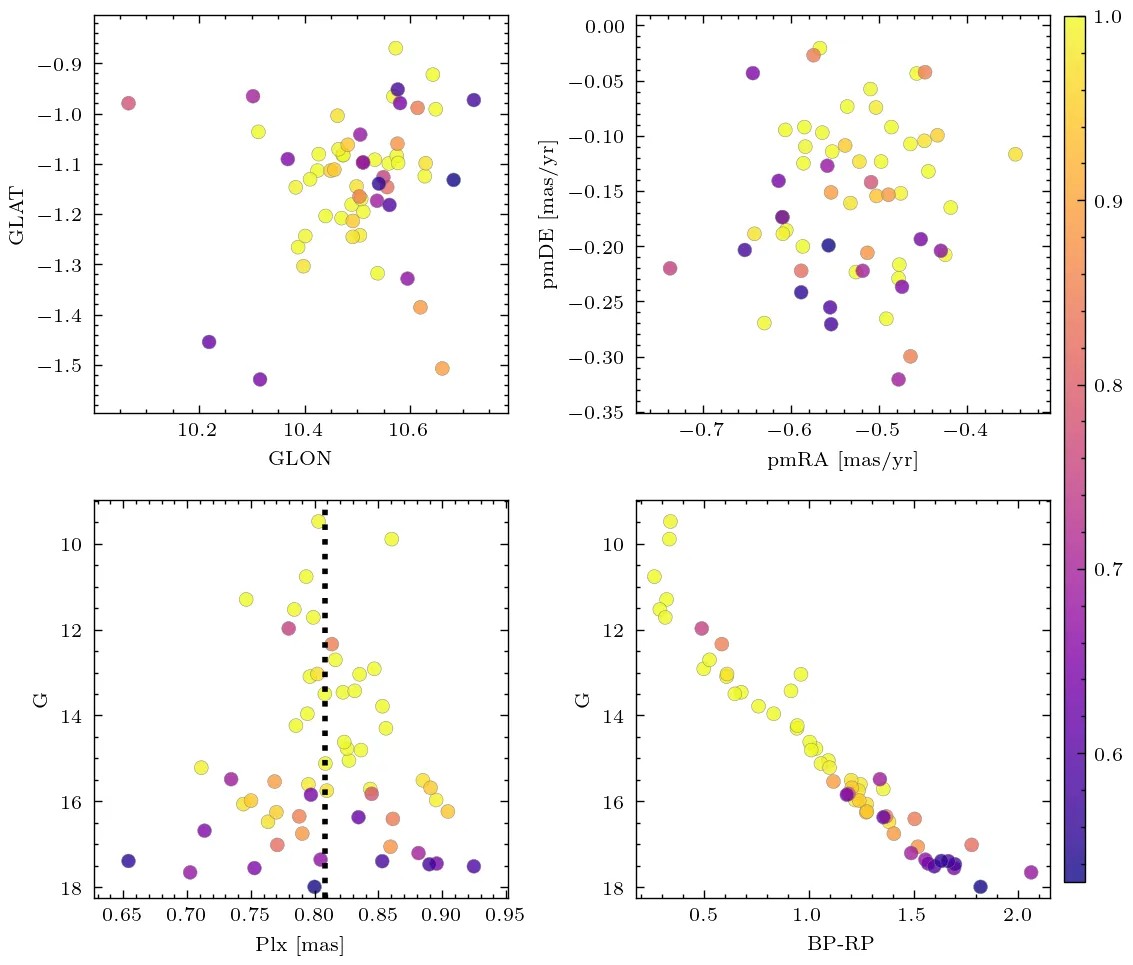 −0.9
−1.0
−1.1
−1.2
−1.3
−1.4
−1.5
GLAT
10.2 10.4 10.6
GLON
0.00
−0.05
−0.10
−0.15
−0.20
−0.25
−0.30
−0.35
pmDE [mas/yr]
−0.7 −0.6 −0.5 −0.4
pmRA [mas/yr]
10
12
14
16
18
G
0.65 0.70 0.75 0.80 0.85 0.90 0.95
Plx [mas]
10
12
14
16
18
G
0.5 1.0 1.5 2.0
BP-RP
1.0
0.9
0.8
0.7
0.6